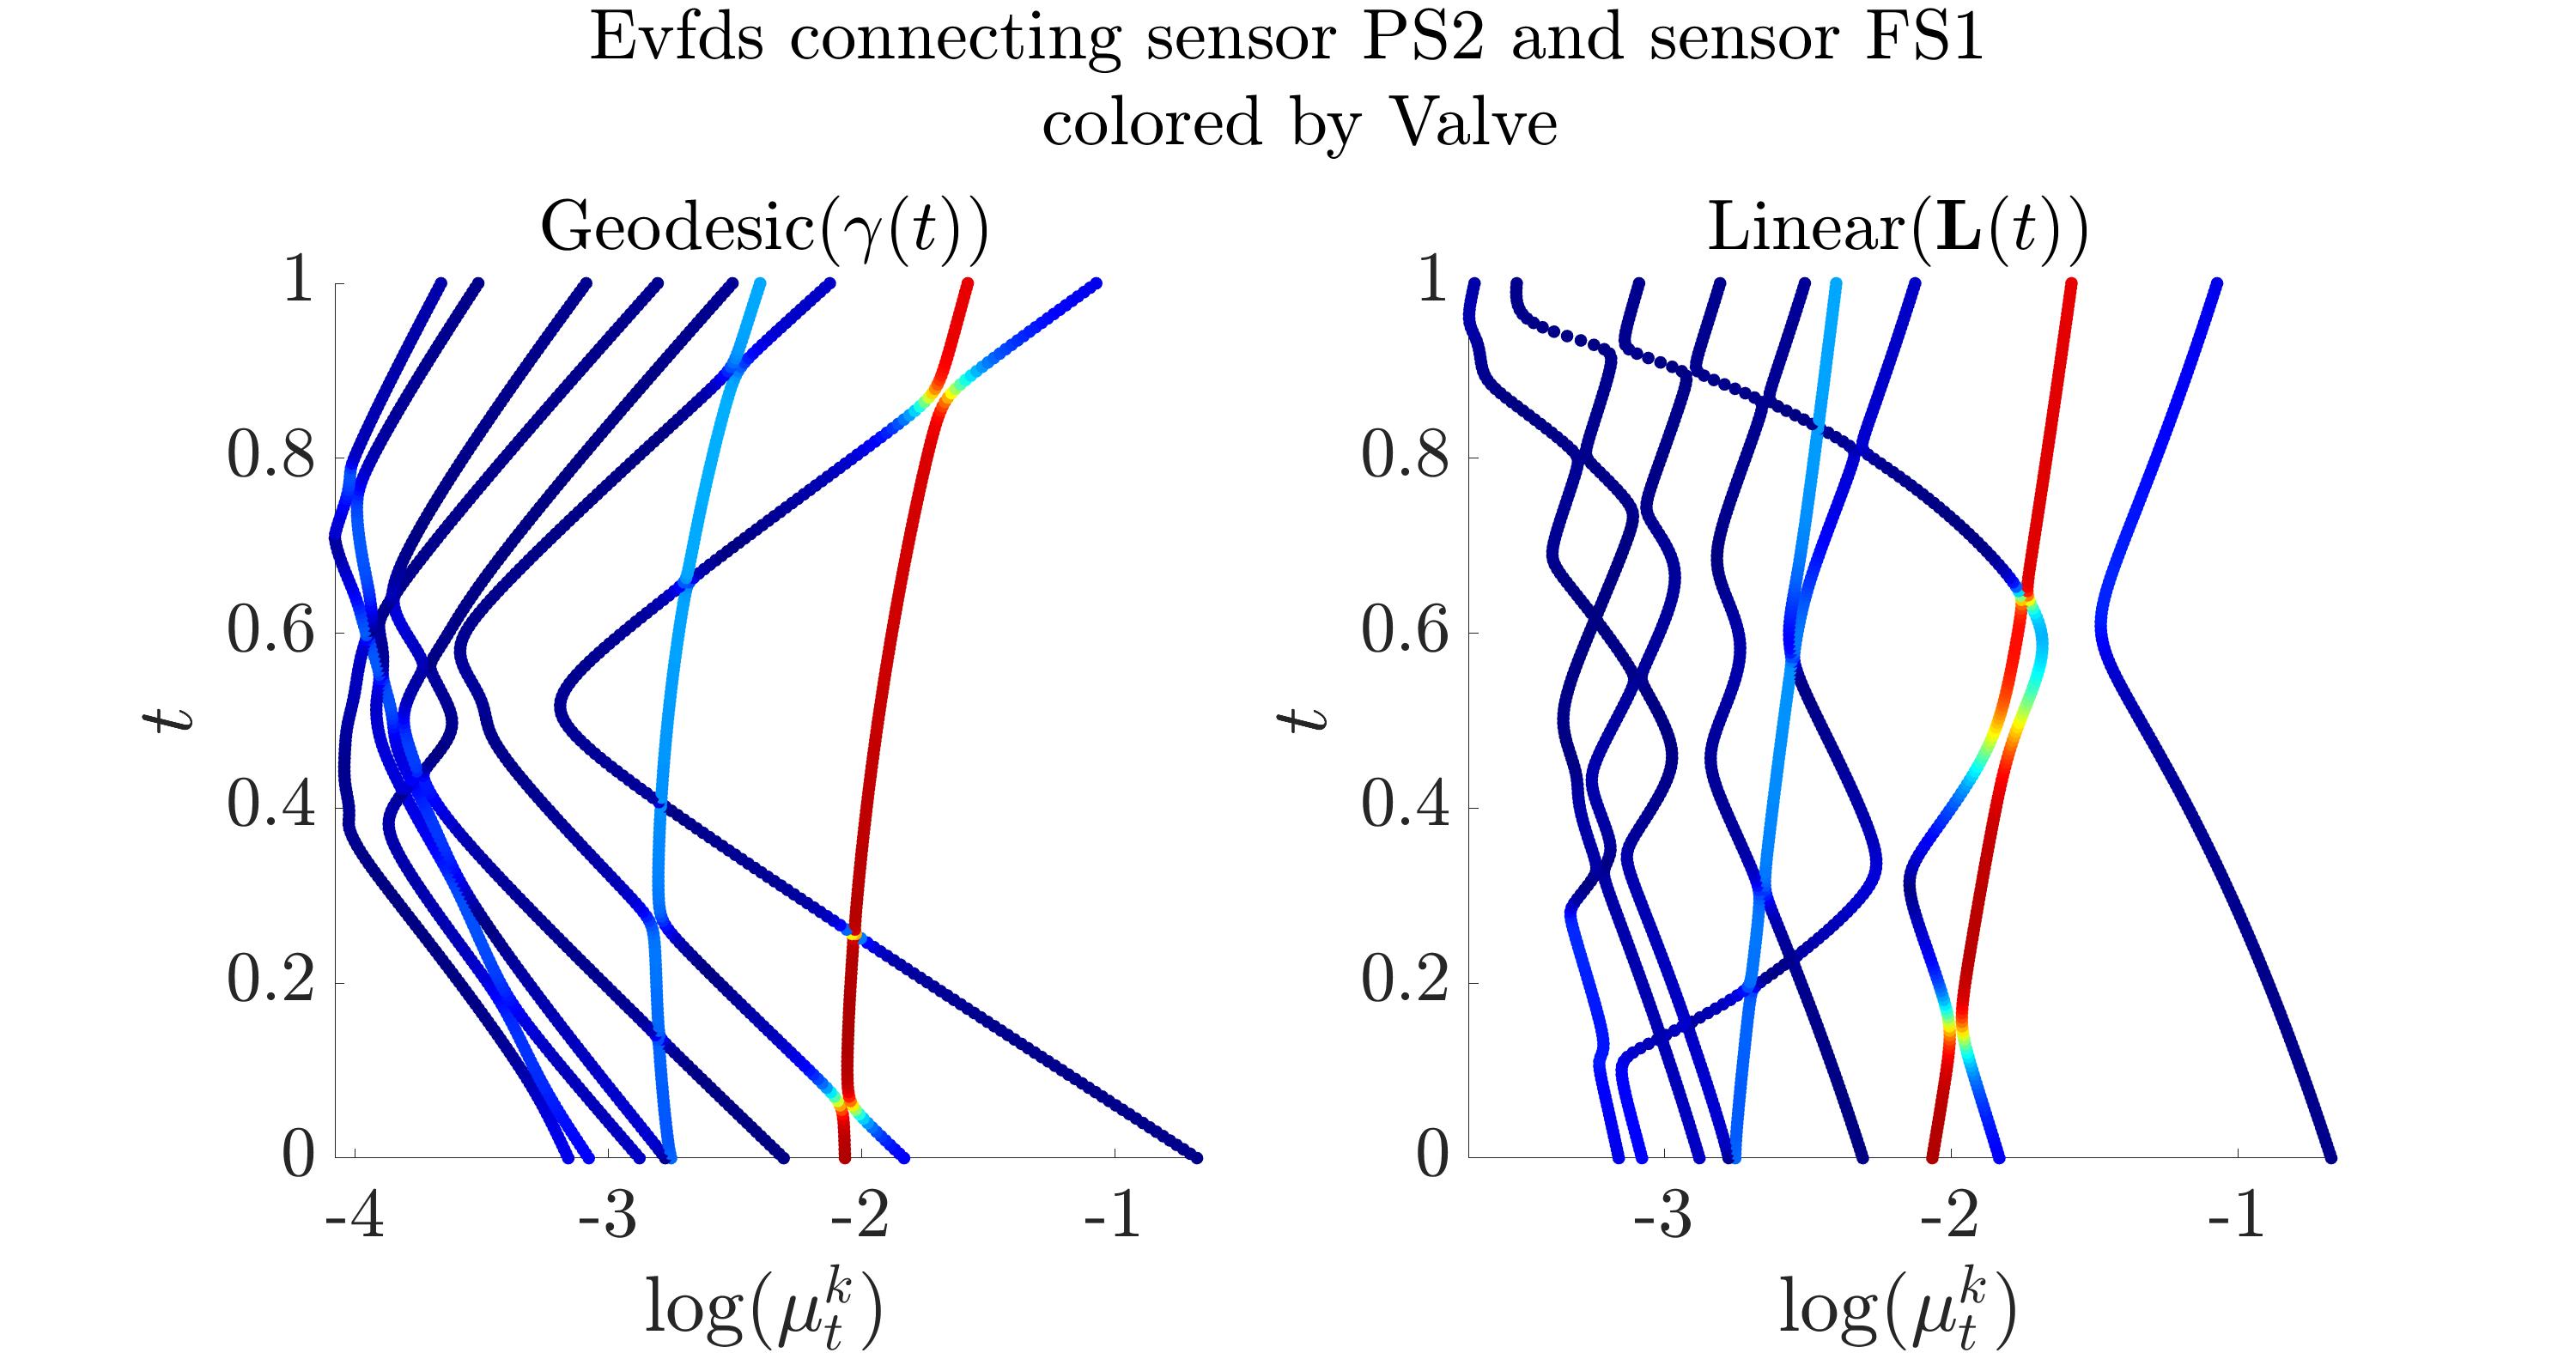 Evfds connecting sensor PS2 and sensor FS1
colored by Valve
Geodesic(γ(t))
1
0.8
0.6
0.4
0.2
0
t
-4 -3 -2 -1
log(μ_t^k)
Linear(L(t))
1
0.8
0.6
0.4
0.2
0
t
-3 -2 -1
log(μ_t^k)